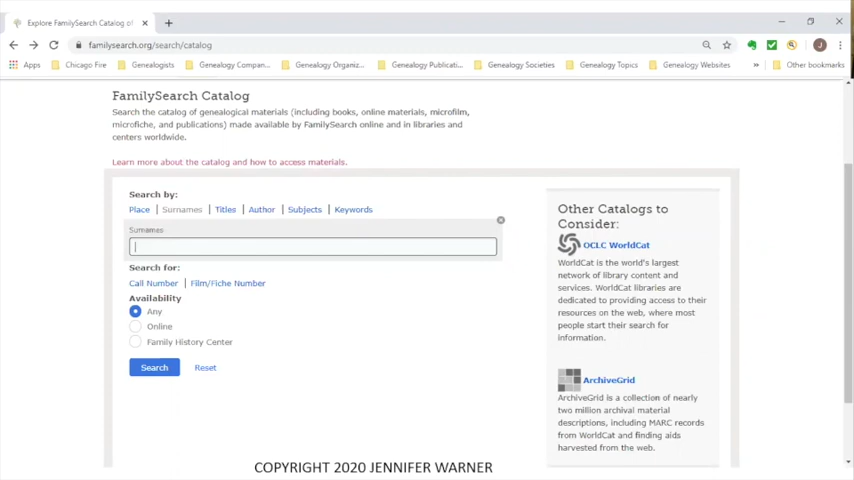 Explore FamilySearch Catalog of
familysearch.org/search/catalog
J
Apps
Chicago Fire
Genealogists
Genealogy Compan...
Genealogy Organiz...
Genealogy Publicati...
Genealogy Societies
Genealogy Topics
Genealogy Websites
Other bookmarks
FamilySearch Catalog
Search the catalog of genealogical materials (including books, online materials, microfilm,
microfiche, and publications) made available by FamilySearch online and in libraries and
centers worldwide.
Learn more about the catalog and how to access materials.
Search by:
Place | Surnames | Titles | Author | Subjects | Keywords
Surnames
Search for:
Call Number | Film/Fiche Number
Availability
Any
Online
Family History Center
Search
Reset
Other Catalogs to
Consider:
OCLC WorldCat
WorldCat is the world's largest
network of library content and
services. WorldCat libraries are
dedicated to providing access to their
resources on the web, where most
people start their search for
information.
ArchiveGrid
ArchiveGrid is a collection of nearly
two million archival material
descriptions, including MARC records
from WorldCat and finding aids
harvested from the web.
COPYRIGHT 2020 JENNIFER WARNER